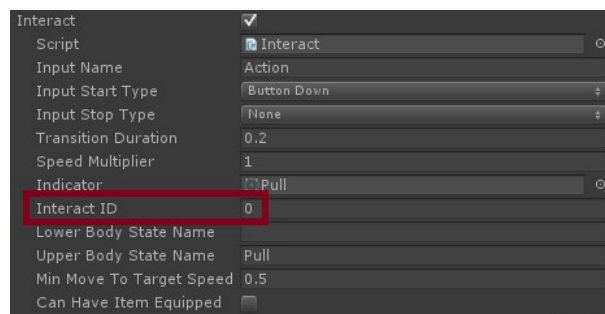 Interact
Script Interact
Input Name Action
Input Start Type Button Down
Input Stop Type None
Transition Duration 0.2
Speed Multiplier 1
Indicator Pull
Interact ID 0
Lower Body State Name
Upper Body State Name Pull
Min Move To Target Speed 0.5
Can Have Item Equipped